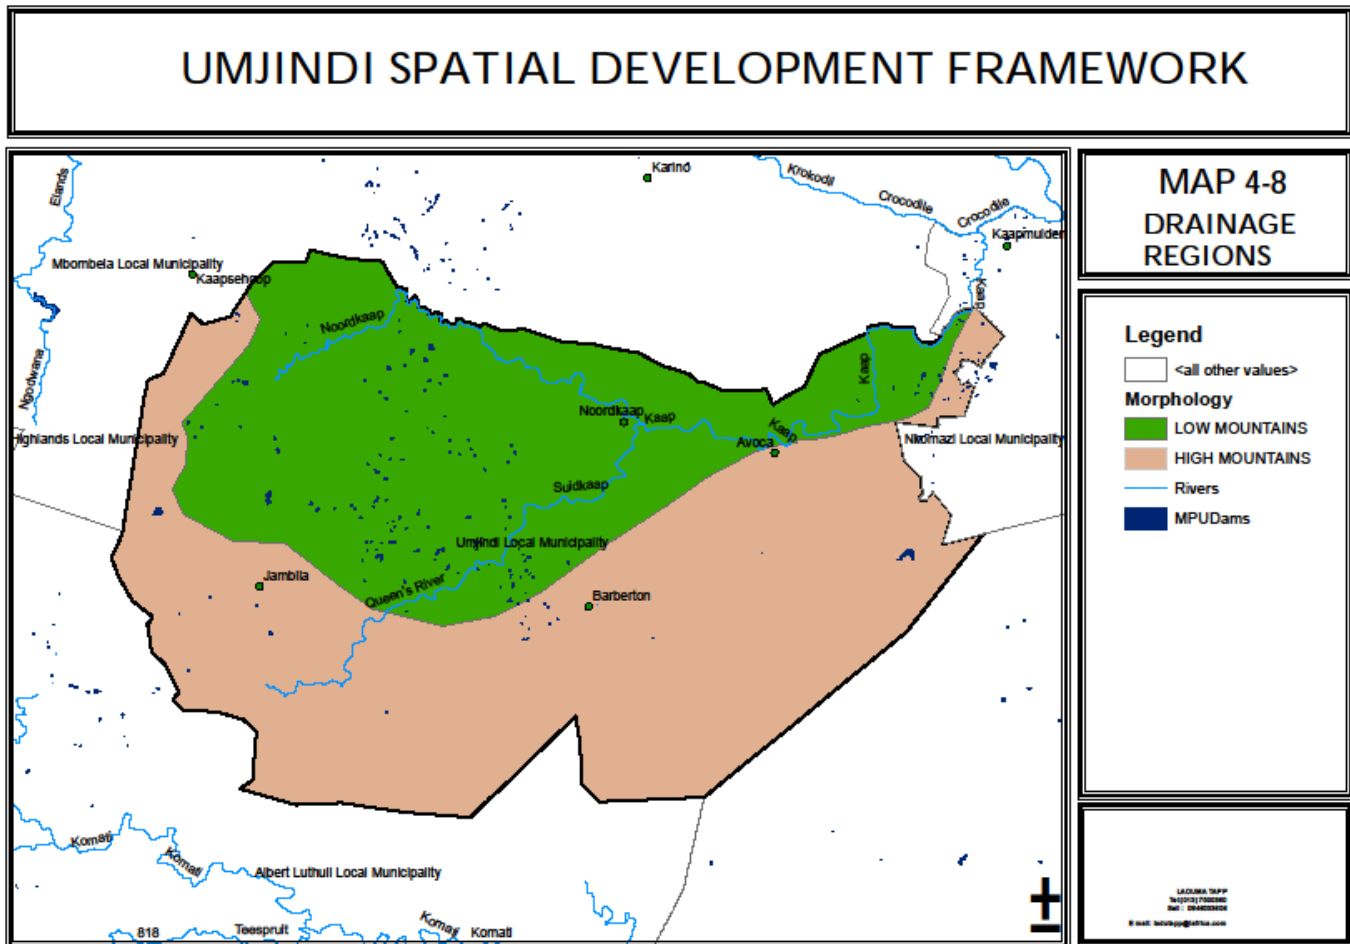 UMJINDI SPATIAL DEVELOPMENT FRAMEWORK
MAP 4-8
DRAINAGE
REGIONS
Legend
<all other values>
Morphology
LOW MOUNTAINS
HIGH MOUNTAINS
Rivers
MPUDams
Elands
Karino
Krokodil
Crocodile
Crocodile
Kaapmuiden
Mbombela Local Municipality
Kaapsehoop
Kaap
Noordkaap
Ngodwana
Kaap
Noordkaap
Kaap
Kaap
Highlands Local Municipality
Avoca
Nkomazi Local Municipality
Suidkaap
Umjindi Local Municipality
Jambila
Queen's River
Barberton
Komati
Komati
Albert Luthuli Local Municipality
Komati
Komati
818
Teespruit
LADUMA TAPP